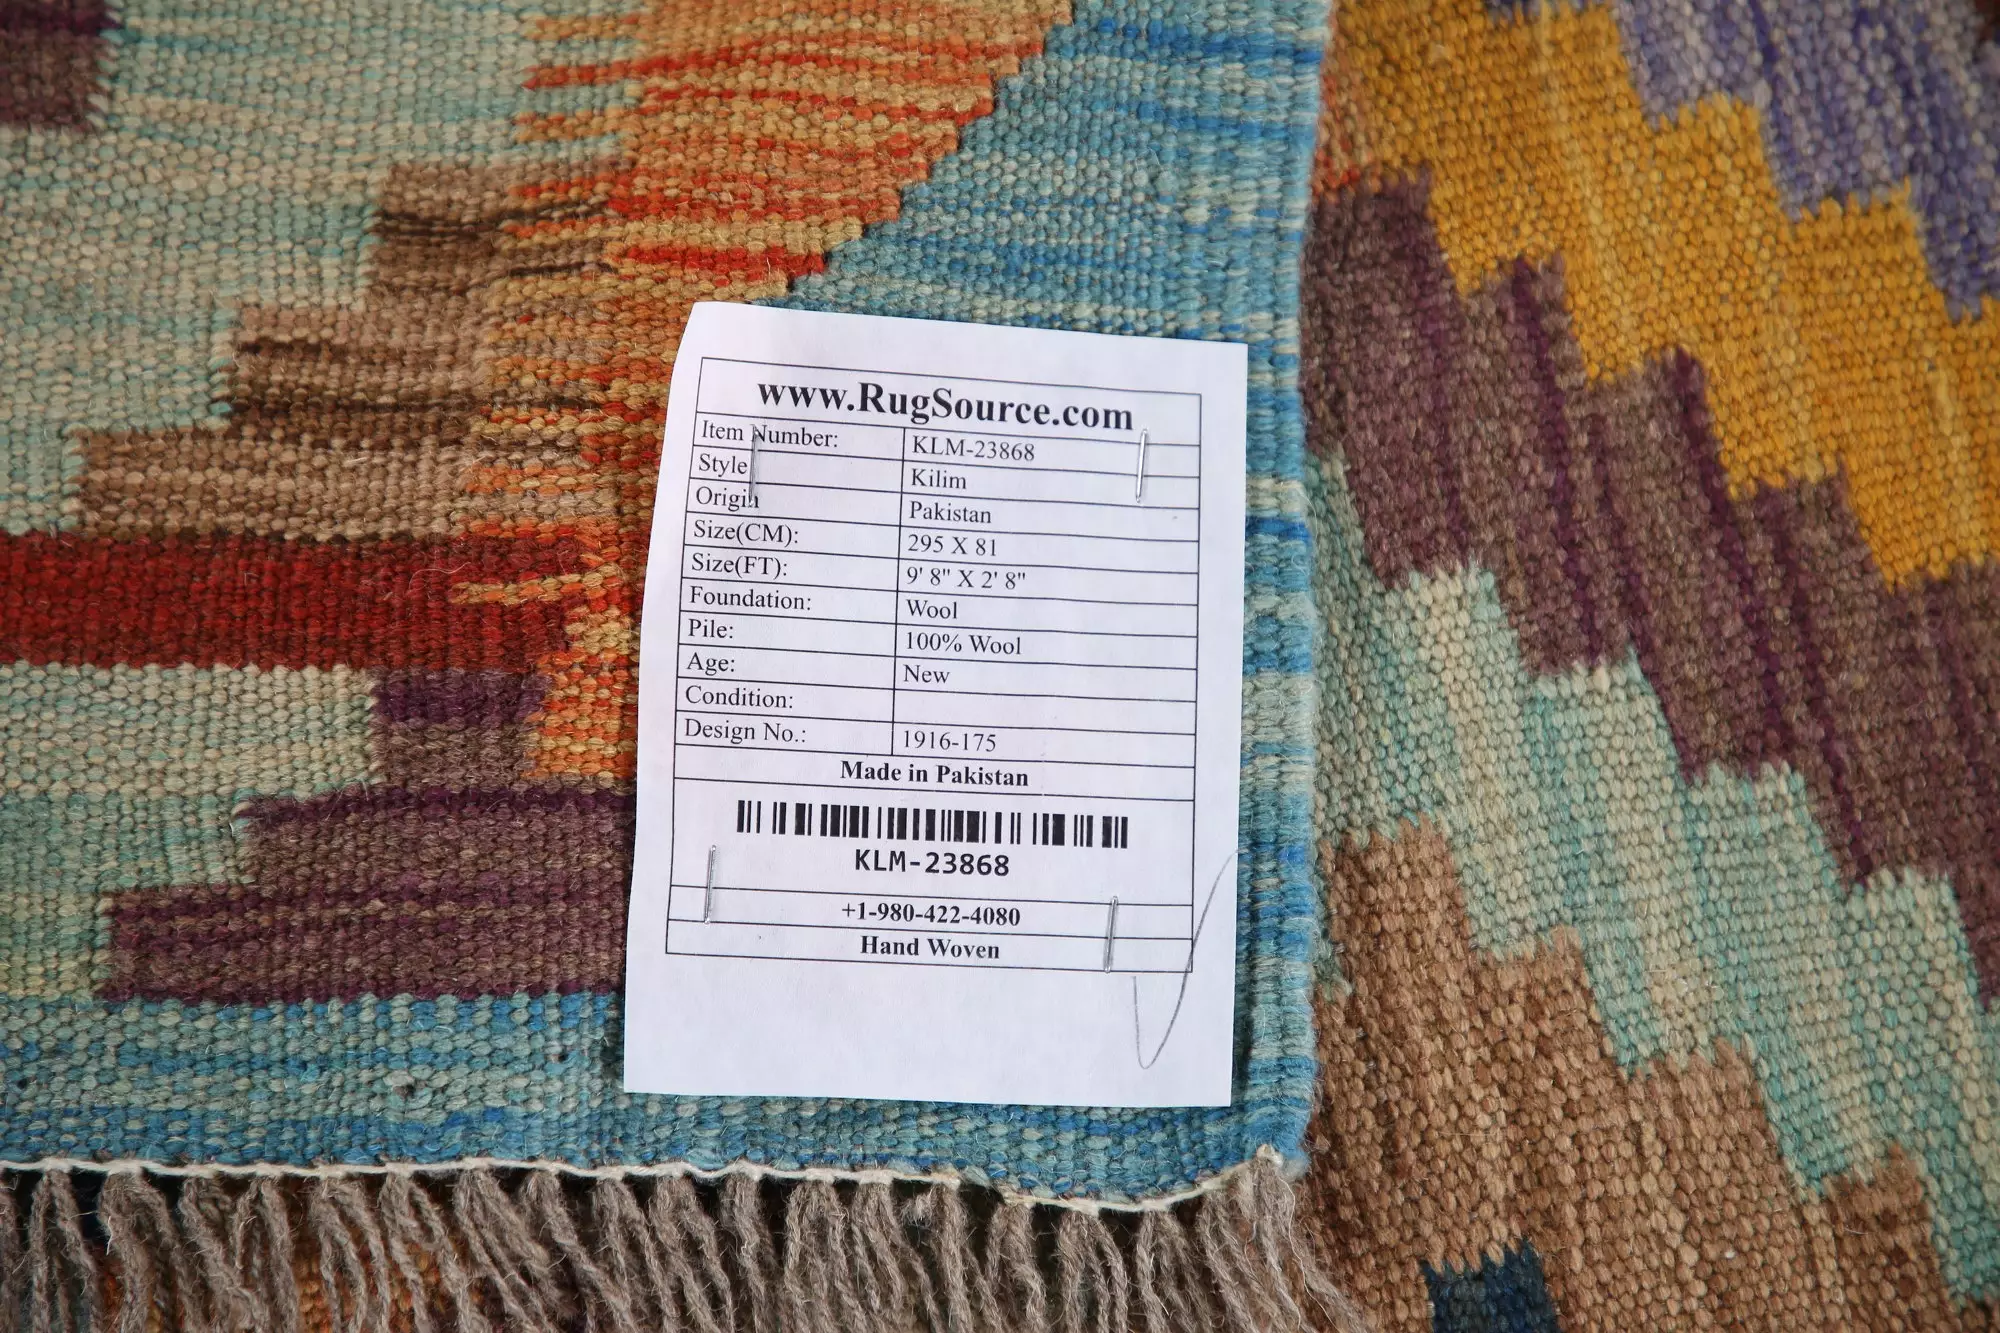 www.RugSource.com
Item Number: KLM-23868
Style Kilim
Origin Pakistan
Size(CM): 295 X 81
Size(FT): 9' 8" X 2' 8"
Foundation: Wool
Pile: 100% Wool
Age: New
Condition:
Design No.: 1916-175
Made in Pakistan
KLM-23868
+1-980-422-4080
Hand Woven